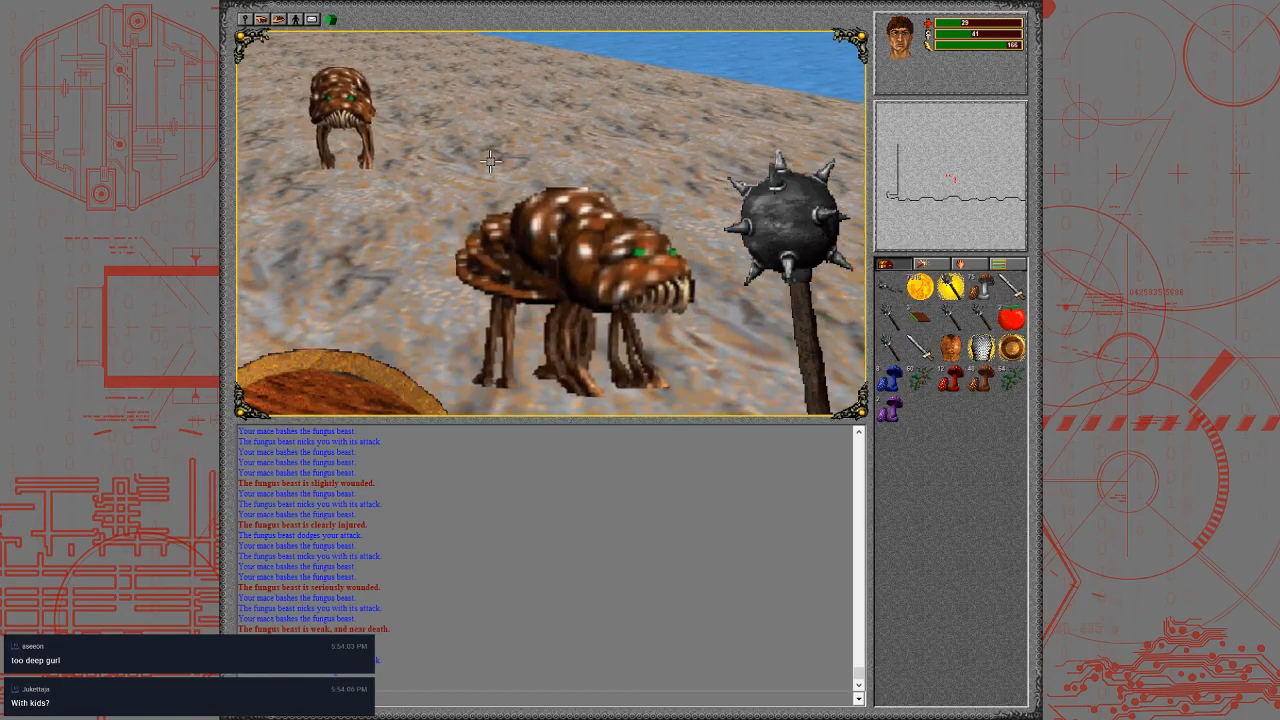 29
41
166
75
Your mace bashes the fungus beast.
The fungus beast nicks you with its attack.
Your mace bashes the fungus beast.
Your mace bashes the fungus beast.
Your mace bashes the fungus beast.
The fungus beast is slightly wounded.
Your mace bashes the fungus beast.
The fungus beast nicks you with its attack.
Your mace bashes the fungus beast.
The fungus beast is clearly injured.
The fungus beast dodges your attack.
Your mace bashes the fungus beast.
The fungus beast nicks you with its attack.
Your mace bashes the fungus beast.
Your mace bashes the fungus beast.
The fungus beast is seriously wounded.
Your mace bashes the fungus beast.
The fungus beast nicks you with its attack.
Your mace bashes the fungus beast.
The fungus beast is weak, and near death.
8 60 12 40 64
2
aseeon 5:54:03 PM
too deep gurl
Jukettaja 5:54:06 PM
With kids?